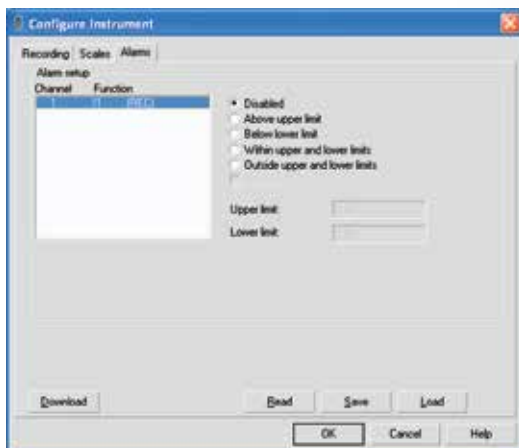 Configure Instrument
Recording Scales Alarms
Alarm setup
Channel Function
1
Disabled
Above upper limit
Below lower limit
Within upper and lower limits
Outside upper and lower limits
Upper limit
Lower limit
Download Read Save Load
OK Cancel Help